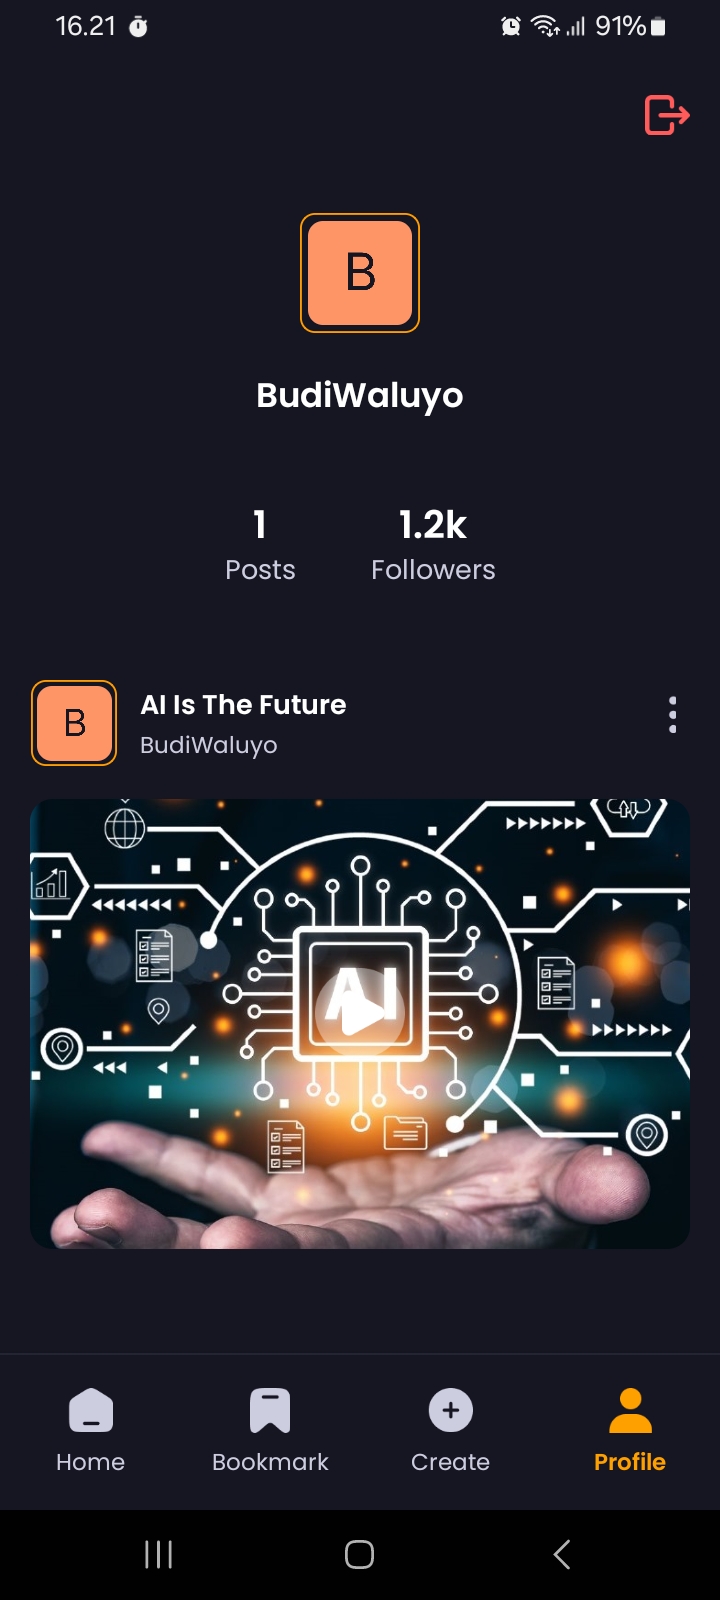 16.21
91%
B
BudiWaluyo
1 1.2k
Posts Followers
B
AI Is The Future
BudiWaluyo
AI
Home Bookmark Create Profile